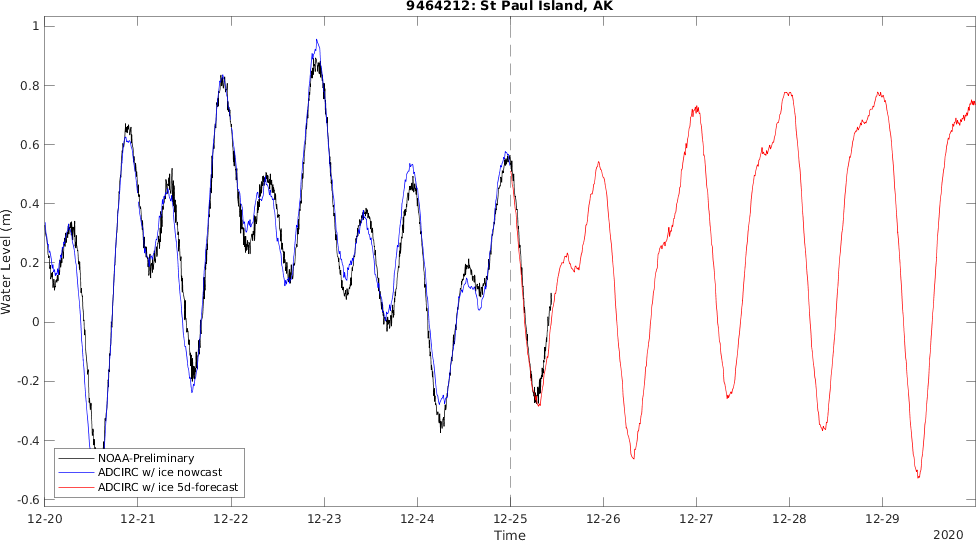 9464212: St Paul Island, AK
1
0.8
0.6
0.4
0.2
0
-0.2
-0.4
-0.6
Water Level (m)
NOAA-Preliminary
ADCIRC w/ ice nowcast
ADCIRC w/ ice 5d-forecast
12-20 12-21 12-22 12-23 12-24 12-25 12-26 12-27 12-28 12-29
Time
2020